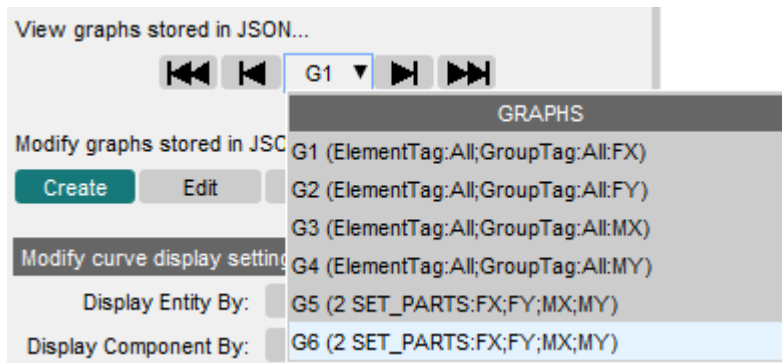 View graphs stored in JSON...
G1 ▼
GRAPHS
Modify graphs stored in JSO
G1 (ElementTag:All;GroupTag:All:FX)
Create Edit
G2 (ElementTag:All;GroupTag:All:FY)
G3 (ElementTag:All;GroupTag:All:MX)
Modify curve display setting
G4 (ElementTag:All;GroupTag:All:MY)
Display Entity By:
G5 (2 SET_PARTS:FX;FY;MX;MY)
Display Component By:
G6 (2 SET_PARTS:FX;FY;MX;MY)